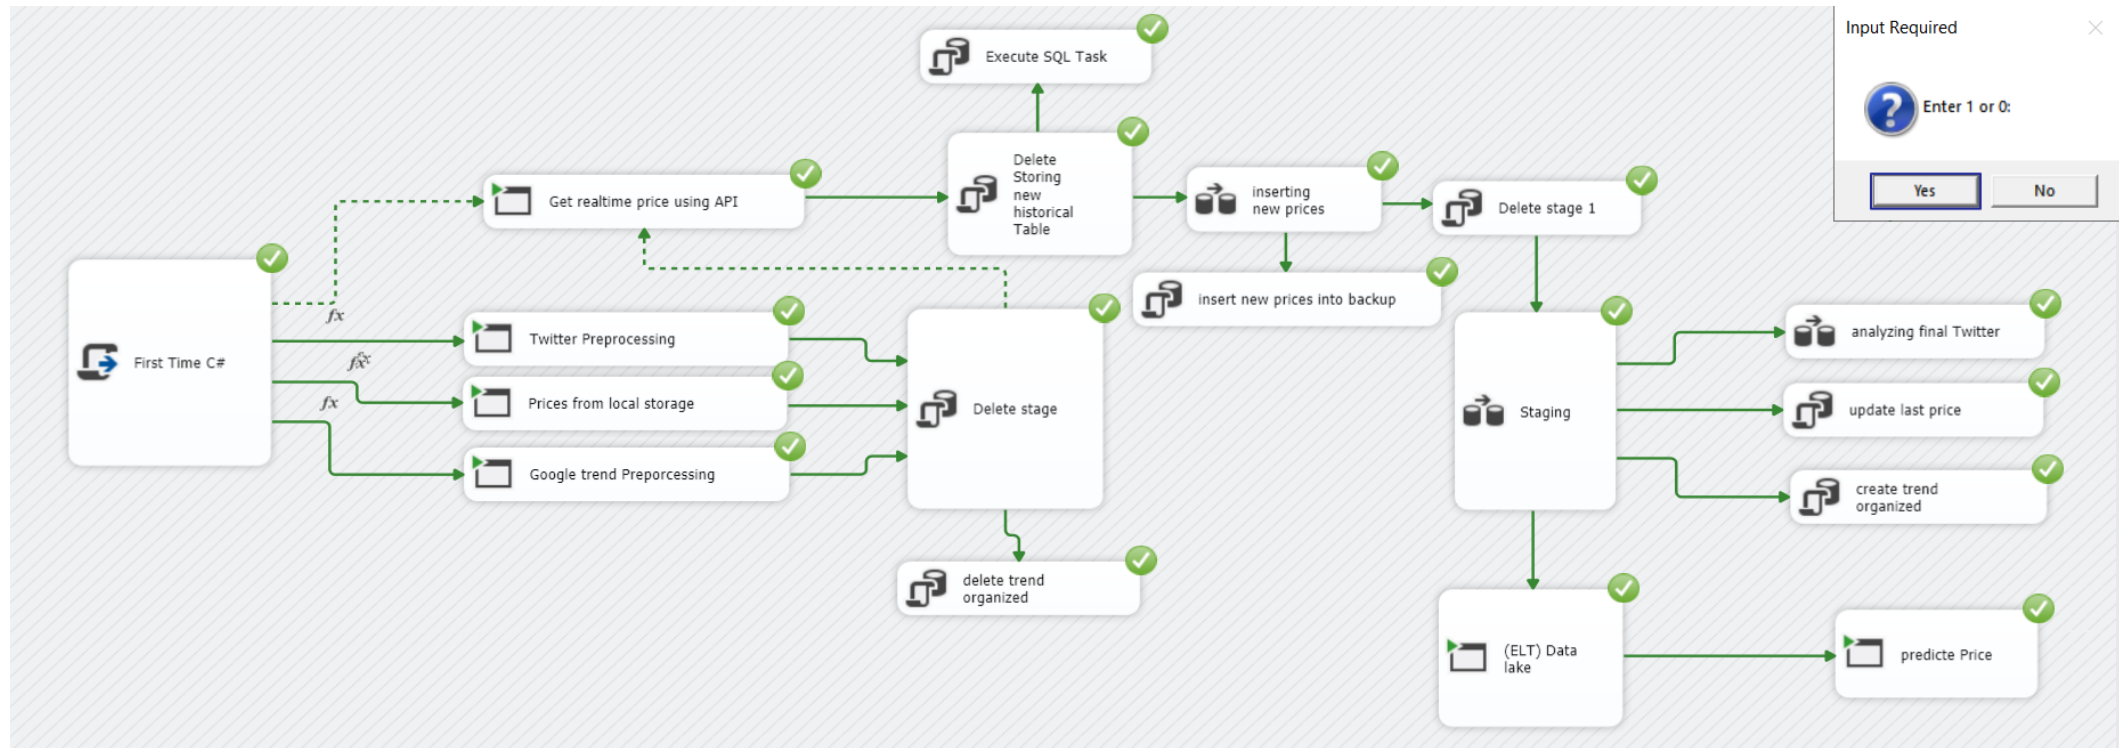 Input Required
Enter 1 or 0:
Yes
No
Execute SQL Task
Delete
Storing
new
historical
Table
Get realtime price using API
inserting
new prices
Delete stage 1
insert new prices into backup
First Time C#
fx
fx
fx
fx
Twitter Preprocessing
Prices from local storage
Google trend Preporcessing
Delete stage
delete trend
organized
Staging
analyzing final Twitter
update last price
create trend
organized
(ELT) Data
lake
predicte Price